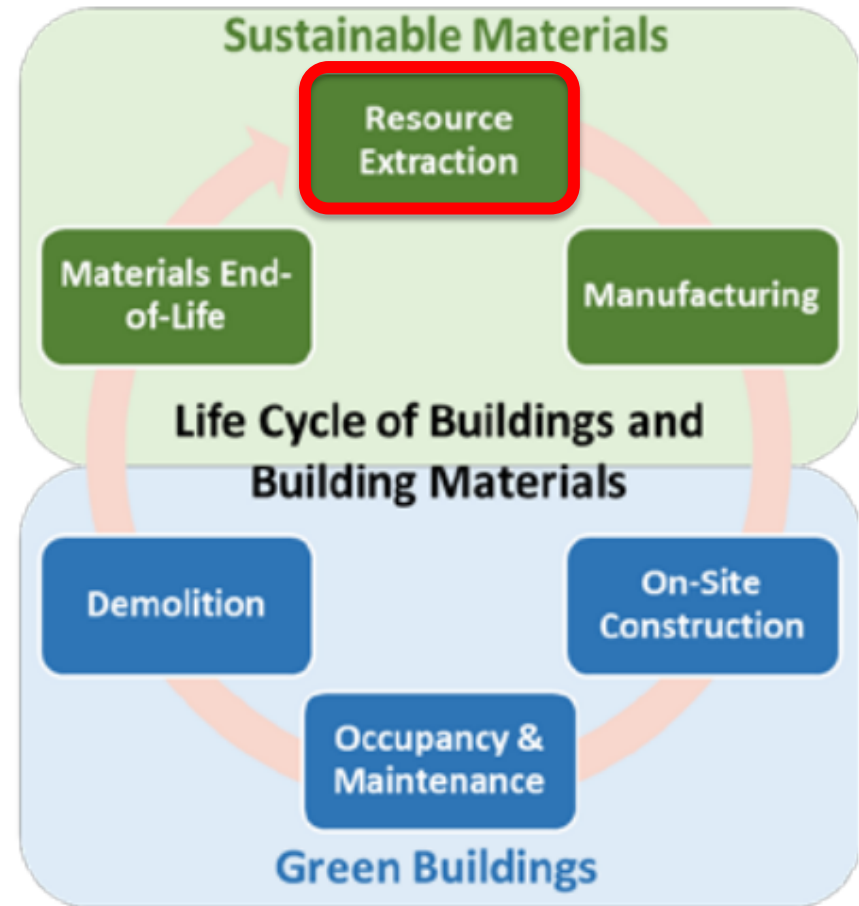 Sustainable Materials
Resource
Extraction
Materials End-
of-Life
Manufacturing
Life Cycle of Buildings and
Building Materials
Demolition
On-Site
Construction
Occupancy &
Maintenance
Green Buildings